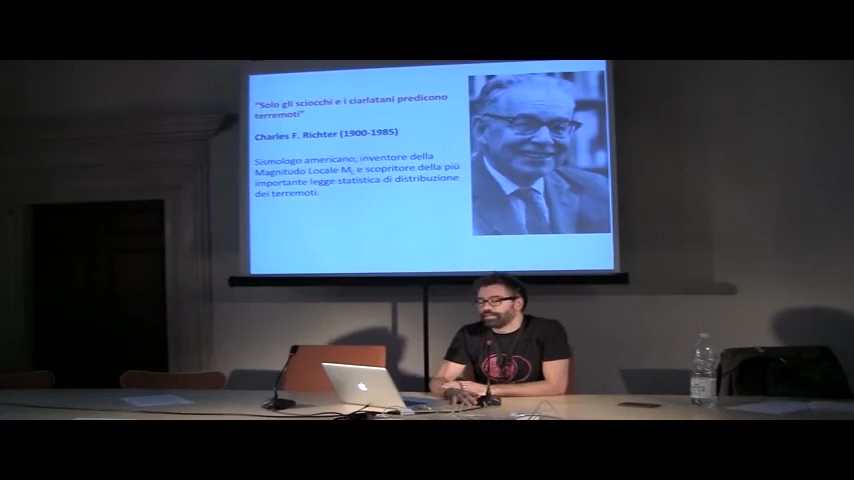 "Solo gli sciocchi e i ciarlatani predicono
terremoti"
Charles F. Richter (1900-1985)
Sismologo americano, inventore della
Magnitudo Locale ML e scopritore della più
importante legge statistica di distribuzione
dei terremoti.